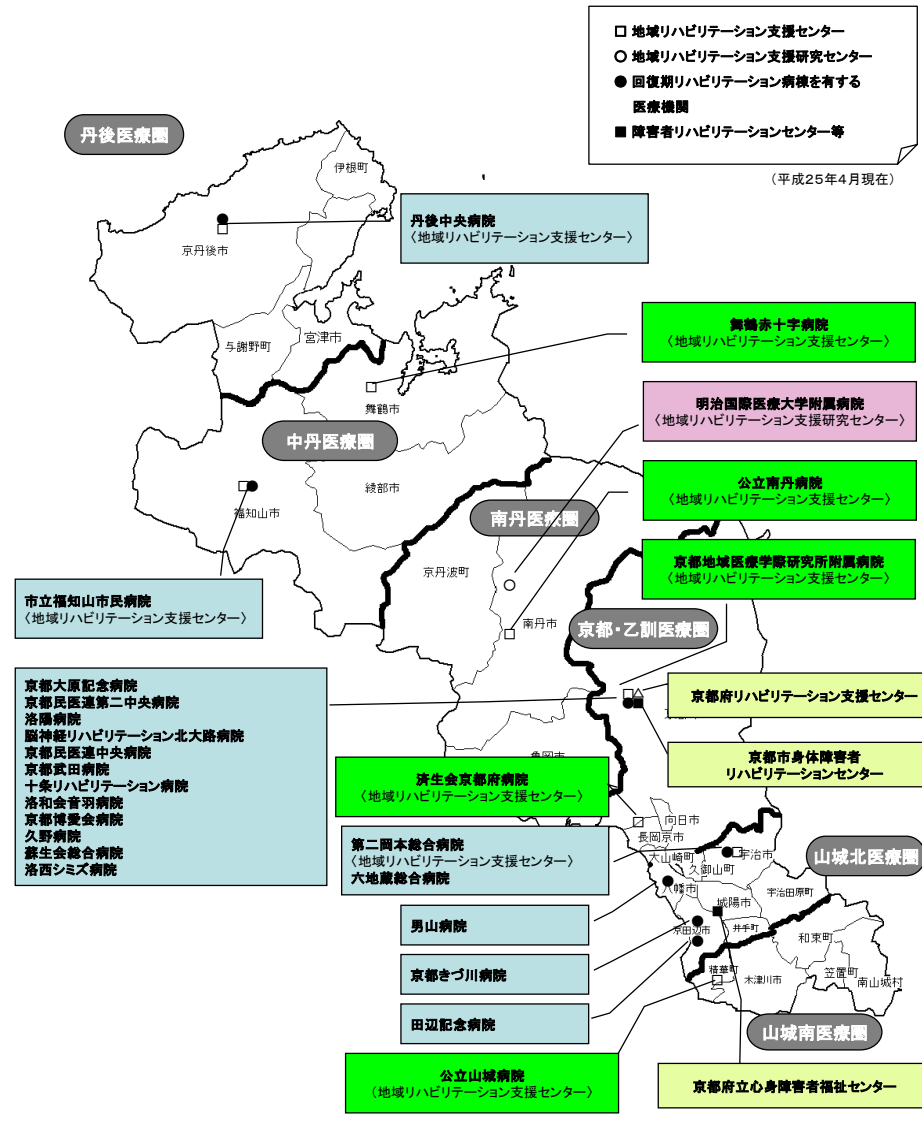 □ 地域リハビリテーション支援センター
○ 地域リハビリテーション支援研究センター
● 回復期リハビリテーション病棟を有する
医療機関
■ 障害者リハビリテーションセンター等
（平成25年4月現在）
丹後医療圏
伊根町
丹後中央病院
〈地域リハビリテーション支援センター〉
京丹後市
宮津市
与謝野町
舞鶴赤十字病院
〈地域リハビリテーション支援センター〉
舞鶴市
明治国際医療大学附属病院
〈地域リハビリテーション支援研究センター〉
中丹医療圏
公立南丹病院
〈地域リハビリテーション支援センター〉
綾部市
福知山市
南丹医療圏
京都地域医療学際研究所附属病院
〈地域リハビリテーション支援センター〉
京丹波町
市立福知山市民病院
〈地域リハビリテーション支援センター〉
南丹市
京都・乙訓医療圏
京都大原記念病院
京都民医連第二中央病院
洛陽病院
脳神経リハビリテーション北大路病院
京都民医連中央病院
京都武田病院
十条リハビリテーション病院
洛和会音羽病院
京都博愛会病院
久野病院
蘇生会総合病院
洛西シミズ病院
京都府リハビリテーション支援センター
京都市身体障害者
リハビリテーションセンター
亀岡市
済生会京都府病院
〈地域リハビリテーション支援センター〉
向日市
長岡京市
第二岡本総合病院
〈地域リハビリテーション支援センター〉
六地蔵総合病院
大山崎町
宇治市
久御山町
山城北医療圏
八幡市
宇治田原町
城陽市
男山病院
京田辺市
井手町
和束町
京都きづ川病院
精華町
木津川市
笠置町
南山城村
田辺記念病院
山城南医療圏
公立山城病院
〈地域リハビリテーション支援センター〉
京都府立心身障害者福祉センター